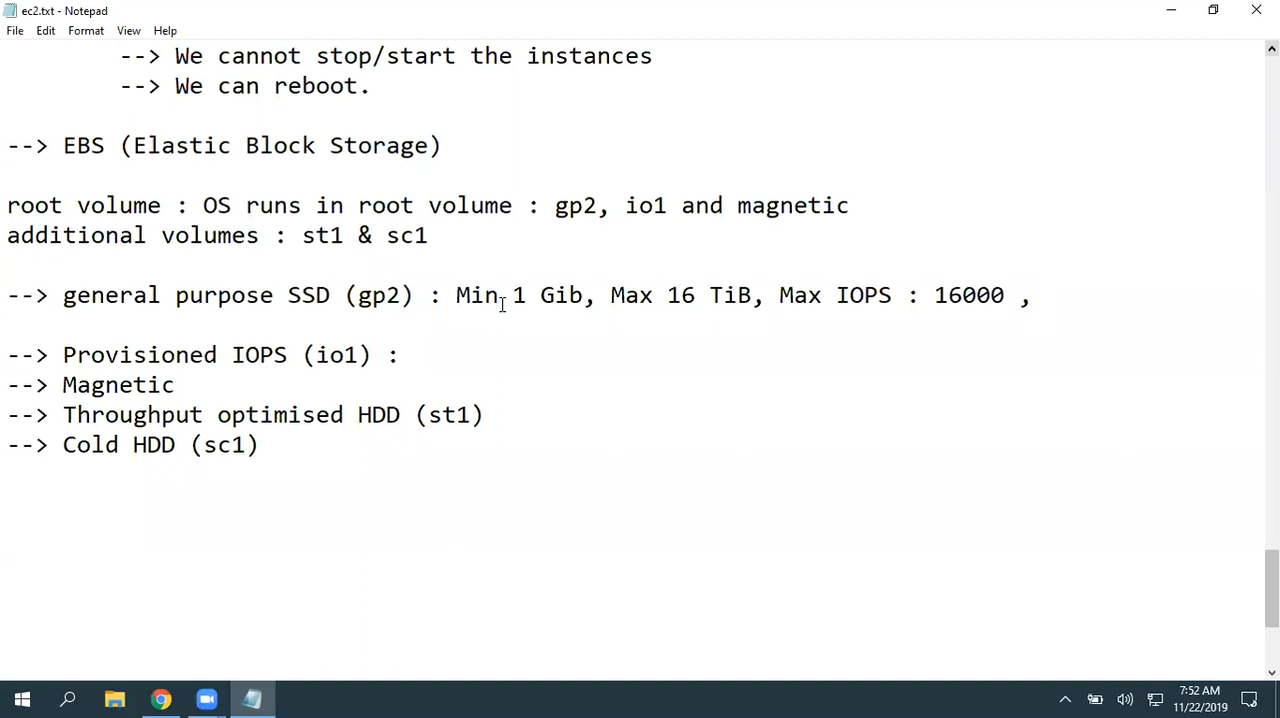 ec2.txt - Notepad
File Edit Format View Help
--> We cannot stop/start the instances
--> We can reboot.
--> EBS (Elastic Block Storage)
root volume : OS runs in root volume : gp2, io1 and magnetic
additional volumes : st1 & sc1
--> general purpose SSD (gp2) : Min 1 Gib, Max 16 TiB, Max IOPS : 16000 ,
--> Provisioned IOPS (io1) :
--> Magnetic
--> Throughput optimised HDD (st1)
--> Cold HDD (sc1)
7:52 AM
11/22/2019